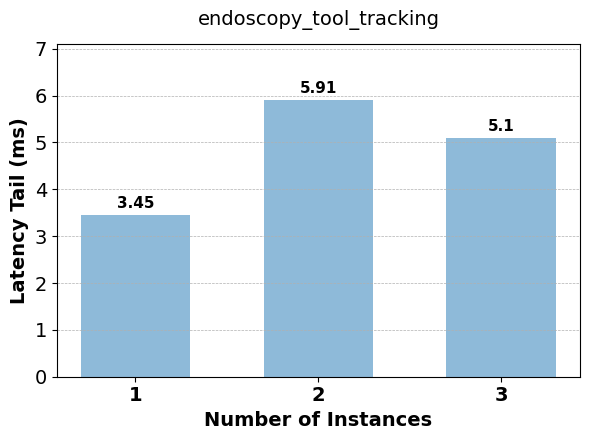 endoscopy_tool_tracking
Latency Tail (ms)
7
6
5
4
3
2
1
0
3.45
5.91
5.1
1 2 3
Number of Instances